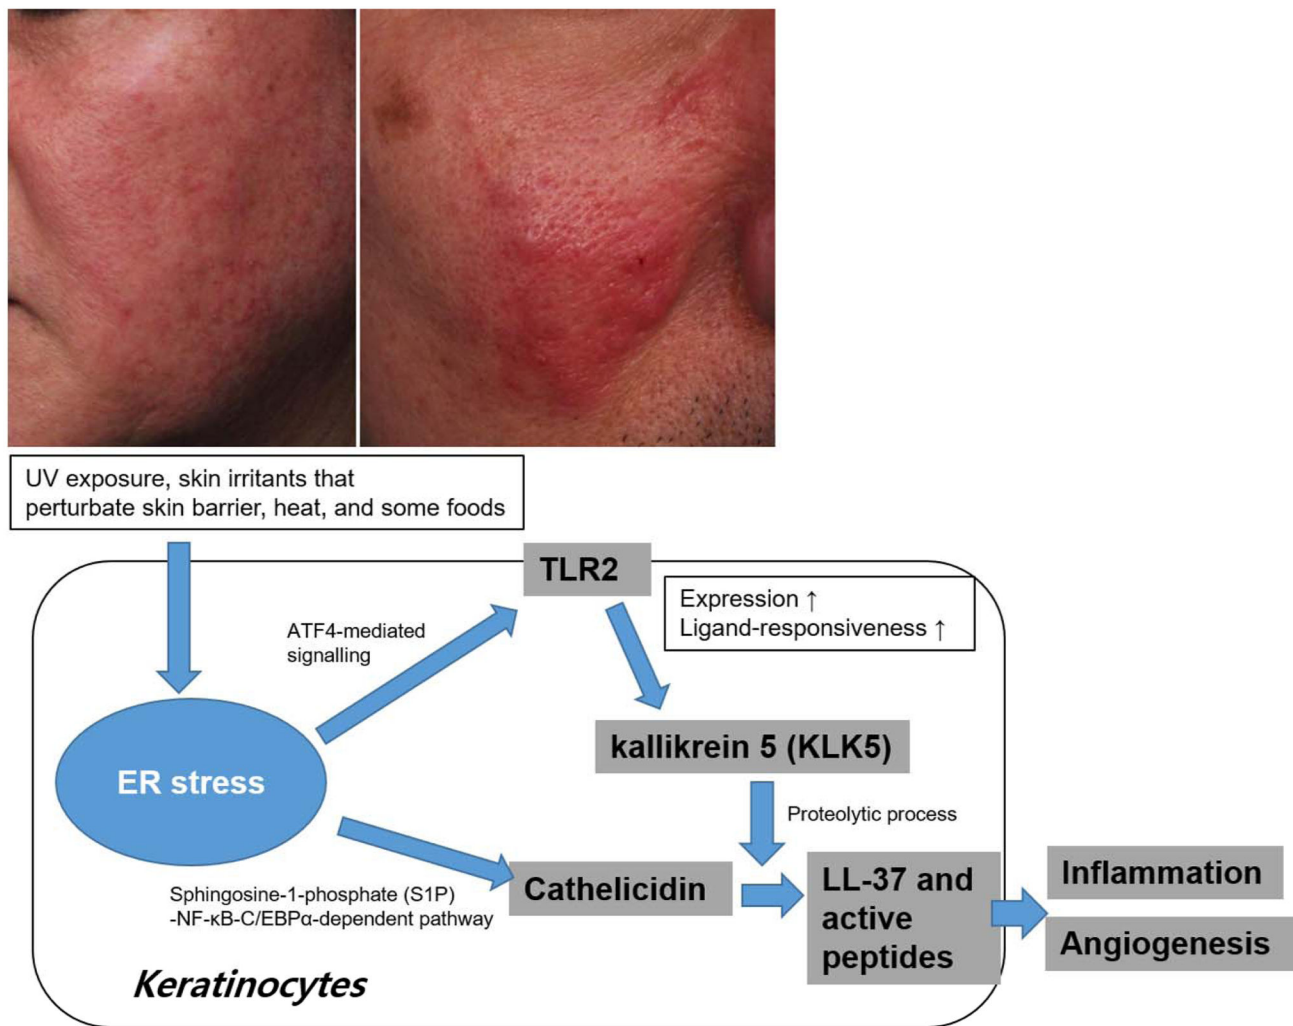 UV exposure, skin irritants that
perturbate skin barrier, heat, and some foods
TLR2
Expression ↑
Ligand-responsiveness ↑
ATF4-mediated
signalling
kallikrein 5 (KLK5)
ER stress
Proteolytic process
Cathelicidin
LL-37 and
active
peptides
Inflammation
Angiogenesis
Sphingosine-1-phosphate (S1P)
-NF-κB-C/EBPα-dependent pathway
Keratinocytes